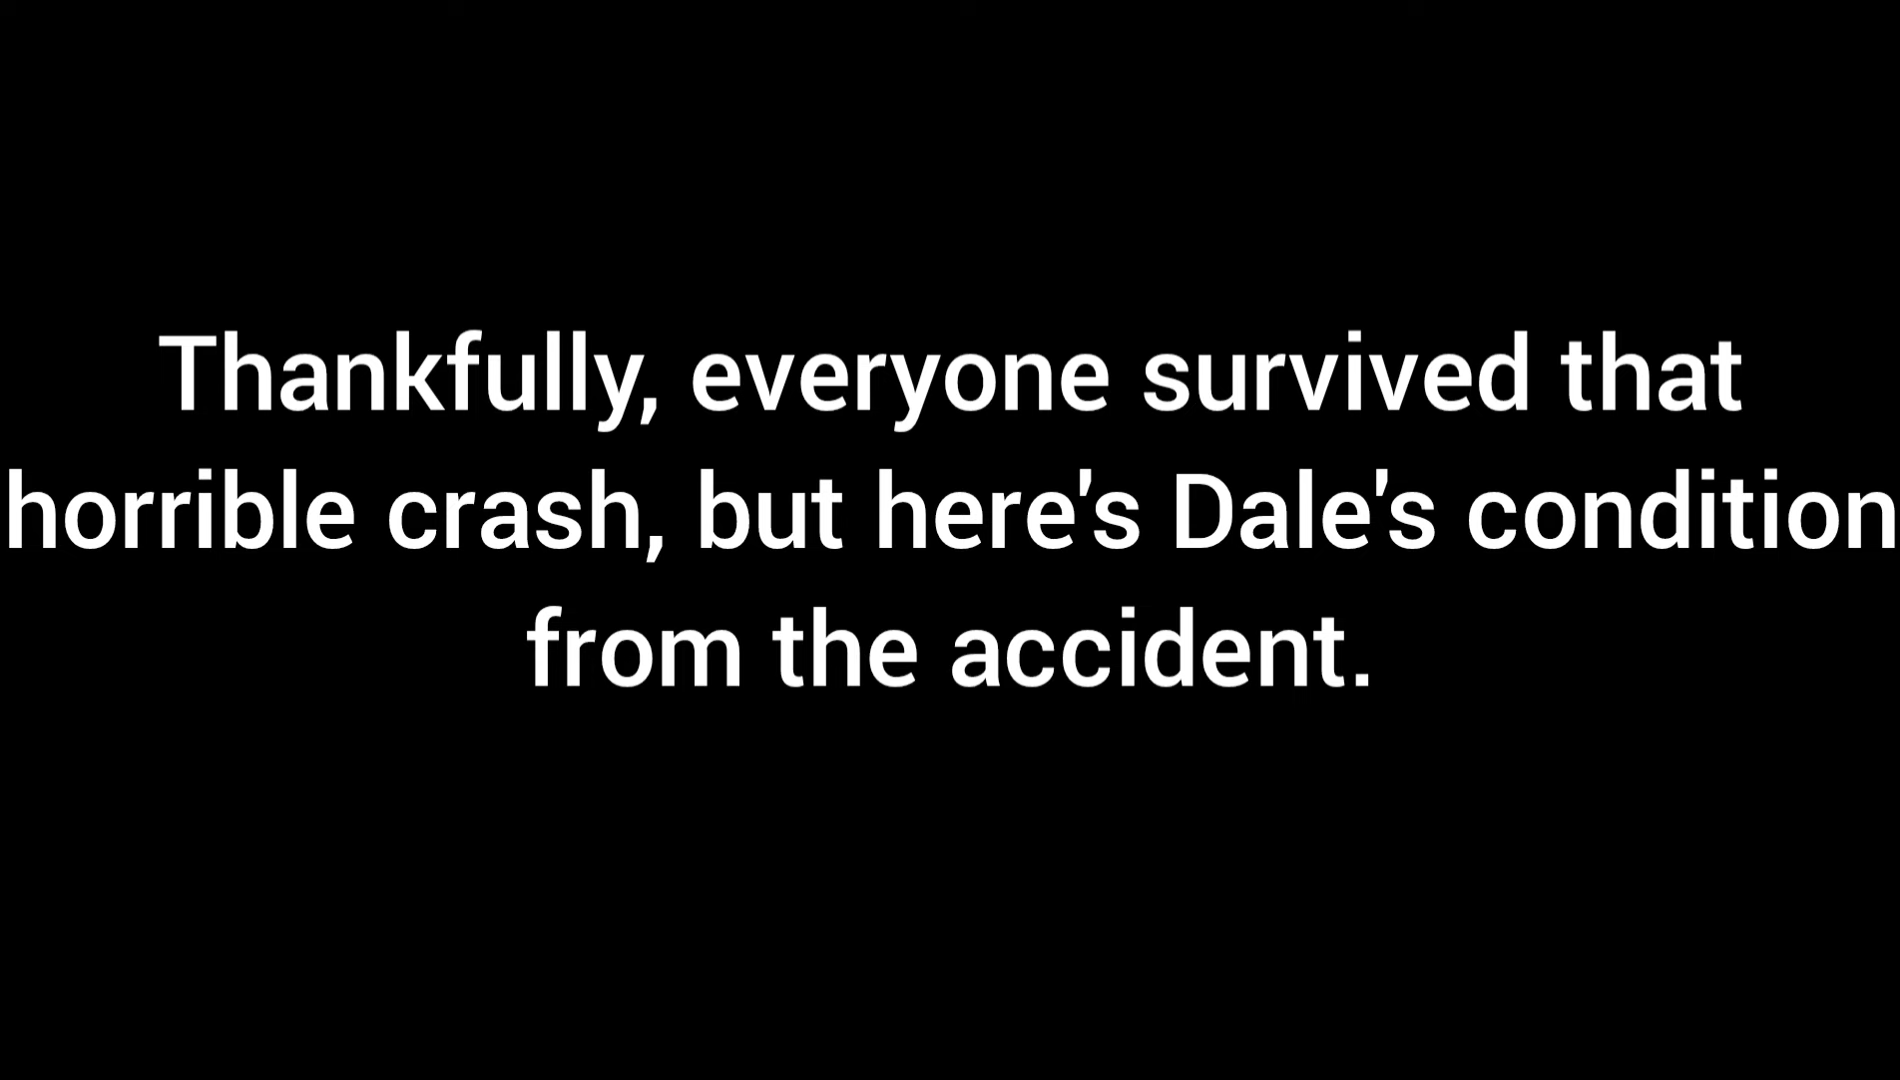 Thankfully, everyone survived that
horrible crash, but here's Dale's condition
from the accident.